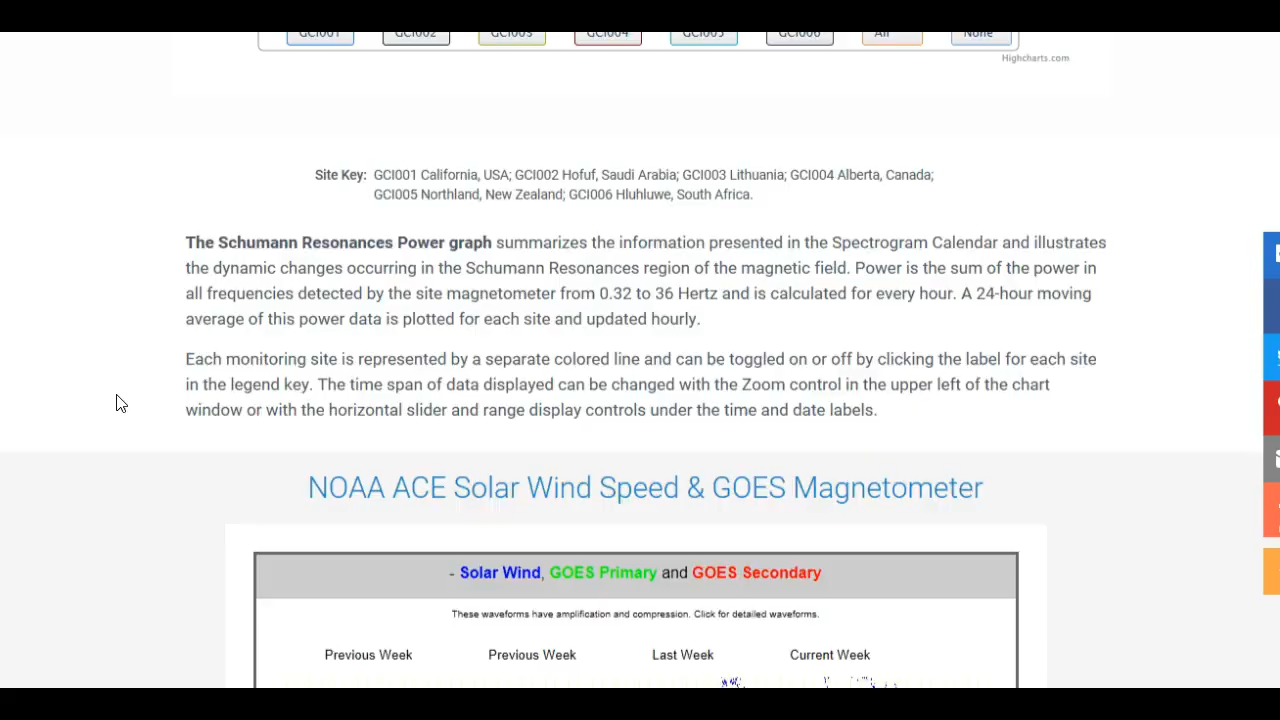 GCI001 GCI002 GCI003 GCI004 GCI005 GCI006 All None
Highcharts.com
Site Key: GCI001 California, USA; GCI002 Hofuf, Saudi Arabia; GCI003 Lithuania; GCI004 Alberta, Canada;
GCI005 Northland, New Zealand; GCI006 Hluhluwe, South Africa.
The Schumann Resonances Power graph summarizes the information presented in the Spectrogram Calendar and illustrates
the dynamic changes occurring in the Schumann Resonances region of the magnetic field. Power is the sum of the power in
all frequencies detected by the site magnetometer from 0.32 to 36 Hertz and is calculated for every hour. A 24-hour moving
average of this power data is plotted for each site and updated hourly.
Each monitoring site is represented by a separate colored line and can be toggled on or off by clicking the label for each site
in the legend key. The time span of data displayed can be changed with the Zoom control in the upper left of the chart
window or with the horizontal slider and range display controls under the time and date labels.
NOAA ACE Solar Wind Speed & GOES Magnetometer
- Solar Wind, GOES Primary and GOES Secondary
These waveforms have amplification and compression. Click for detailed waveforms.
Previous Week Previous Week Last Week Current Week